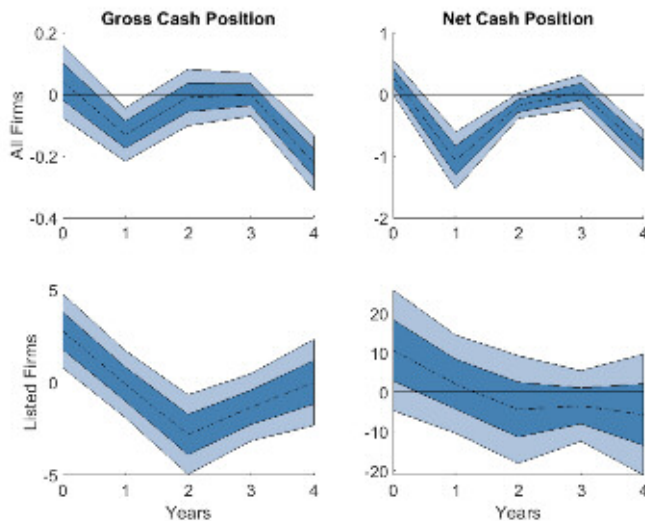 Gross Cash Position
Net Cash Position
All Firms
0.2
0
-0.2
-0.4
0 1 2 3 4
1
0
-1
-2
0 1 2 3 4
Listed Firms
5
0
-5
0 1 2 3 4
Years
20
10
0
-10
-20
0 1 2 3 4
Years